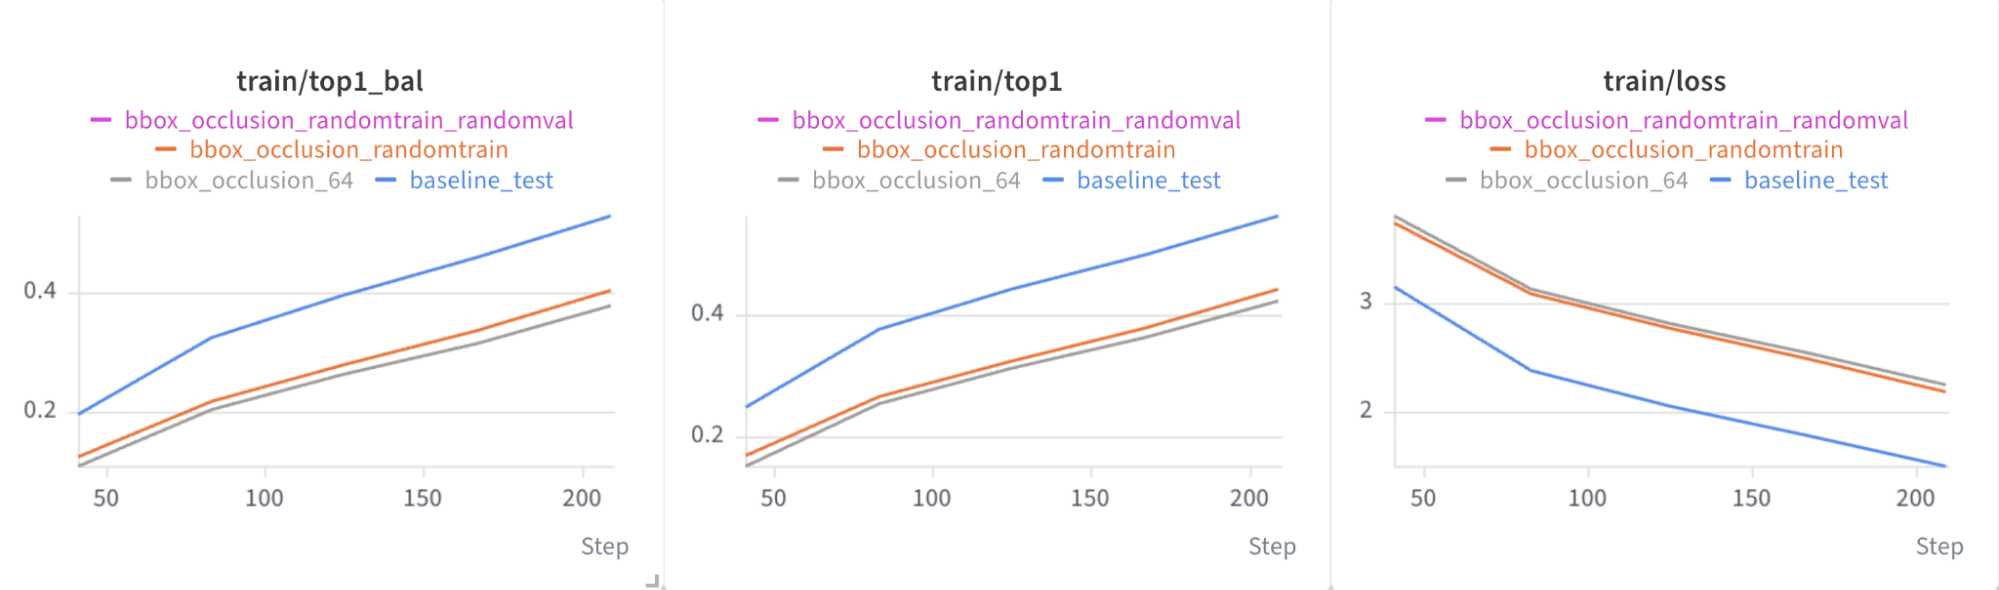 train/top1_bal
bbox_occlusion_randomtrain_randomval
bbox_occlusion_randomtrain
bbox_occlusion_64 baseline_test
0.4
0.2
50 100 150 200
Step
train/top1
bbox_occlusion_randomtrain_randomval
bbox_occlusion_randomtrain
bbox_occlusion_64 baseline_test
0.4
0.2
50 100 150 200
Step
train/loss
bbox_occlusion_randomtrain_randomval
bbox_occlusion_randomtrain
bbox_occlusion_64 baseline_test
3
2
50 100 150 200
Step